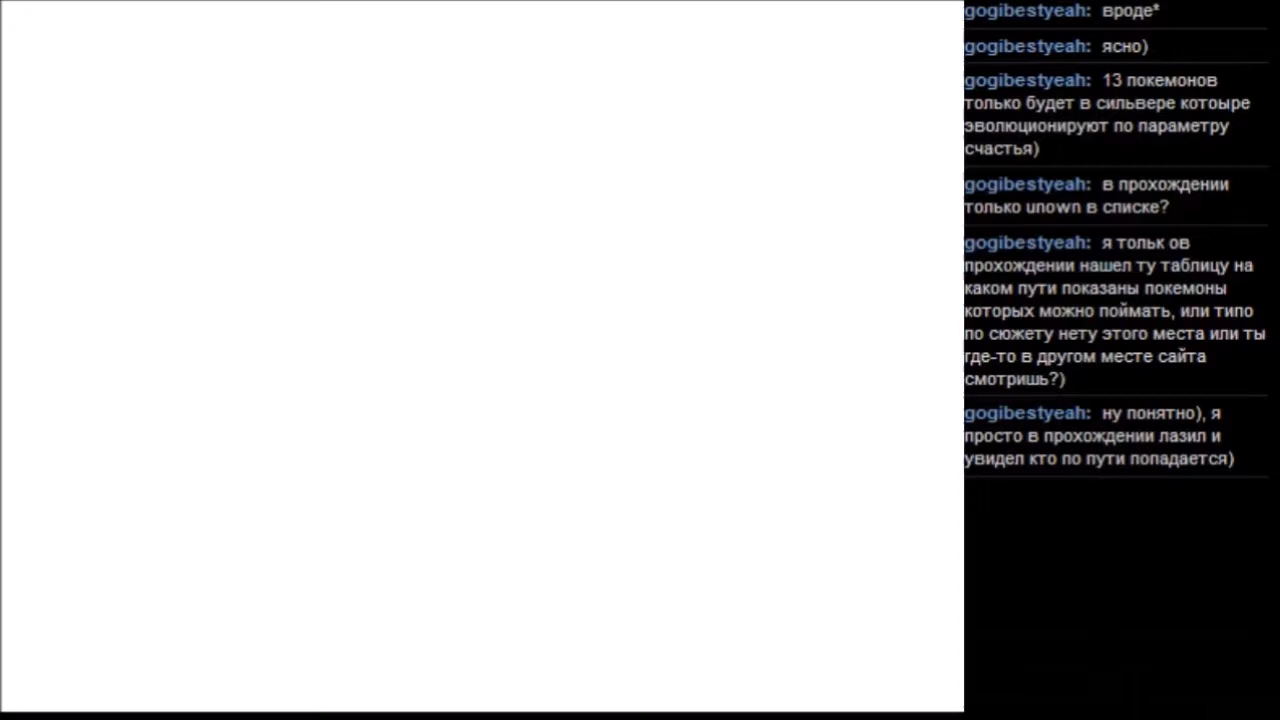 gogibestyeah: вроде*
gogibestyeah: ясно)
gogibestyeah: 13 покемонов
только будет в сильвере котоыре
эволюционируют по параметру
счастья)
gogibestyeah: в прохождении
только unown в списке?
gogibestyeah: я тольк ов
прохождении нашел ту таблицу на
каком пути показаны покемоны
которых можно поймать, или типо
по сюжету нету этого места или ты
где-то в другом месте сайта
смотришь?)
gogibestyeah: ну понятно), я
просто в прохождении лазил и
увидел кто по пути попадается)